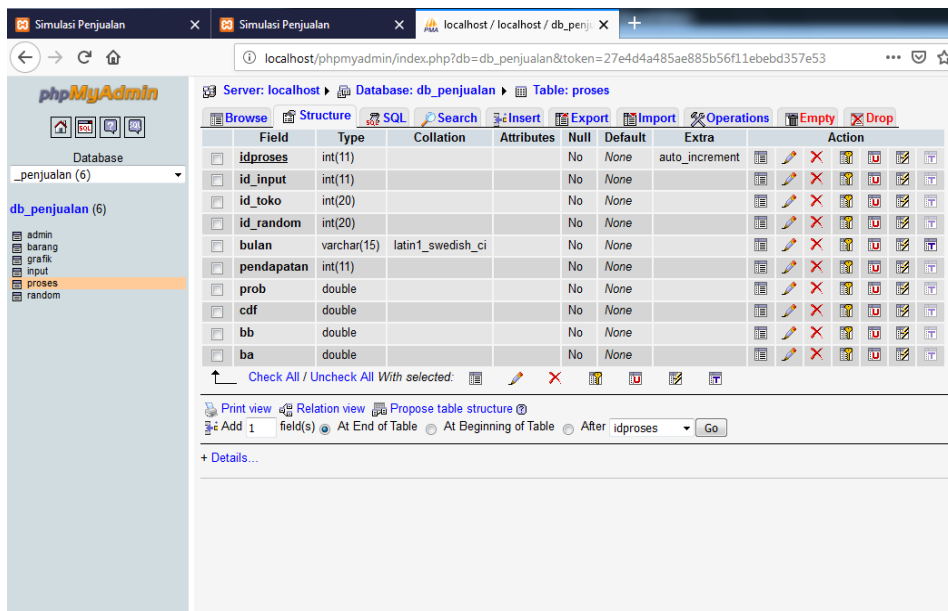 Simulasi Penjualan
Simulasi Penjualan
localhost / localhost / db_penj
localhost/phpmyadmin/index.php?db=db_penjualan&token=27e4d4a485ae885b56f11ebebd357e53
phpMyAdmin
Server: localhost Database: db_penjualan Table: proses
Browse Structure SQL Search Insert Export Import Operations Empty Drop
SQL
Database
_penjualan (6)
db_penjualan (6)
admin
barang
grafik
input
proses
random
Field Type Collation Attributes Null Default Extra Action
idproses int(11) No None auto_increment
id_input int(11) No None
id_toko int(20) No None
id_random int(20) No None
bulan varchar(15) latin1_swedish_ci No None
pendapatan int(11) No None
prob double No None
cdf double No None
bb double No None
ba double No None
Check All / Uncheck All With selected:
Print view Relation view Propose table structure
Add 1 field(s) At End of Table At Beginning of Table After idproses Go
+ Details...